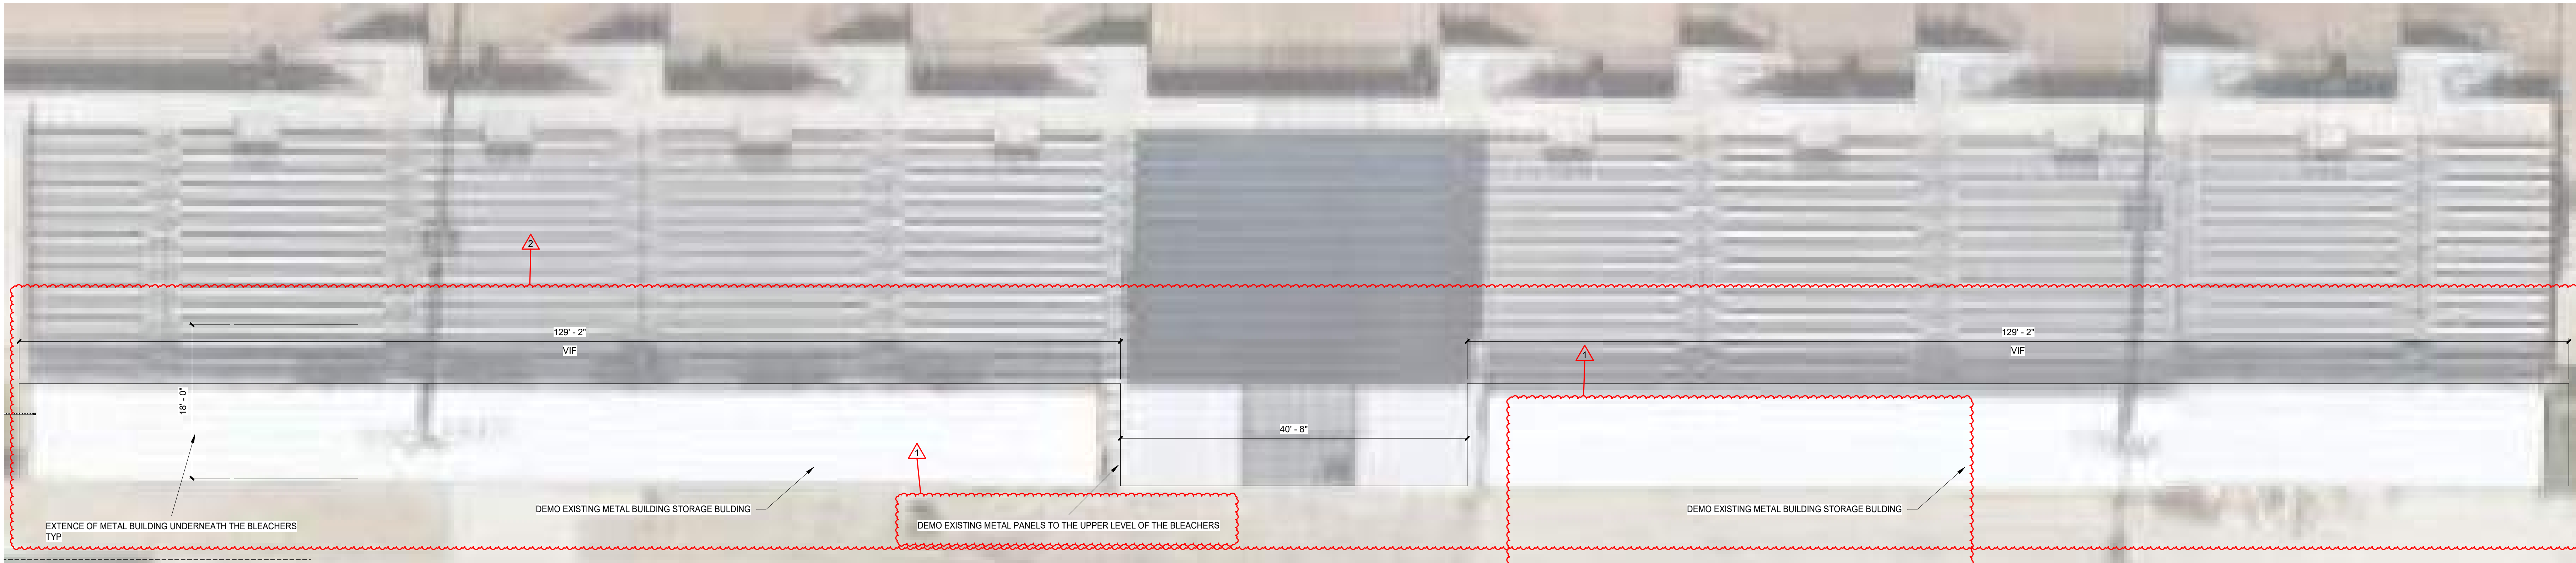 2
129' - 2"
VIF
129' - 2"
VIF
1
18' - 0"
40' - 8"
1
DEMO EXISTING METAL BUILDING STORAGE BULDING
DEMO EXISTING METAL BUILDING STORAGE BULDING
EXTENCE OF METAL BUILDING UNDERNEATH THE BLEACHERS
TYP
DEMO EXISTING METAL PANELS TO THE UPPER LEVEL OF THE BLEACHERS